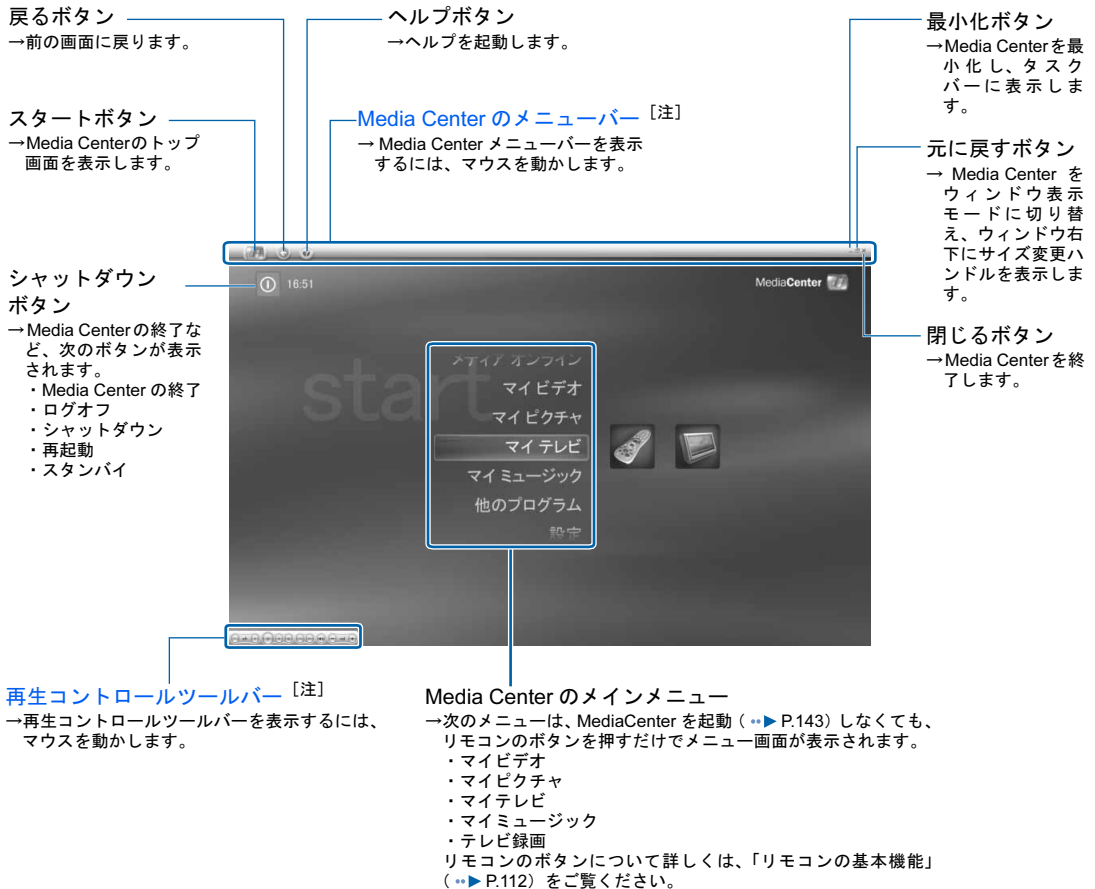 戻るボタン
→前の画面に戻ります。
ヘルプボタン
→ヘルプを起動します。
最小化ボタン
→Media Centerを最
小化し、タスク
バーに表示しま
す。
スタートボタン
→Media Centerのトップ
画面を表示します。
Media Center のメニューバー [注]
→ Media Center メニューバーを表示
するには、マウスを動かします。
元に戻すボタン
→ Media Center を
ウィンドウ表示
モードに切り替
え、ウィンドウ右
下にサイズ変更ハ
ンドルを表示しま
す。
シャットダウン
ボタン
→Media Centerの終了な
ど、次のボタンが表示
されます。
・Media Center の終了
・ログオフ
・シャットダウン
・再起動
・スタンバイ
閉じるボタン
→Media Centerを終
了します。
16:51
MediaCenter
start
メディア オンライン
マイ ビデオ
マイ ピクチャ
マイ テレビ
マイ ミュージック
他のプログラム
設定
再生コントロールツールバー [注]
→再生コントロールツールバーを表示するには、
マウスを動かします。
Media Center のメインメニュー
→次のメニューは、MediaCenter を起動（ P.143）しなくても、
リモコンのボタンを押すだけでメニュー画面が表示されます。
・マイビデオ
・マイピクチャ
・マイテレビ
・マイミュージック
・テレビ録画
リモコンのボタンについて詳しくは、「リモコンの基本機能」
（ P.112）をご覧ください。